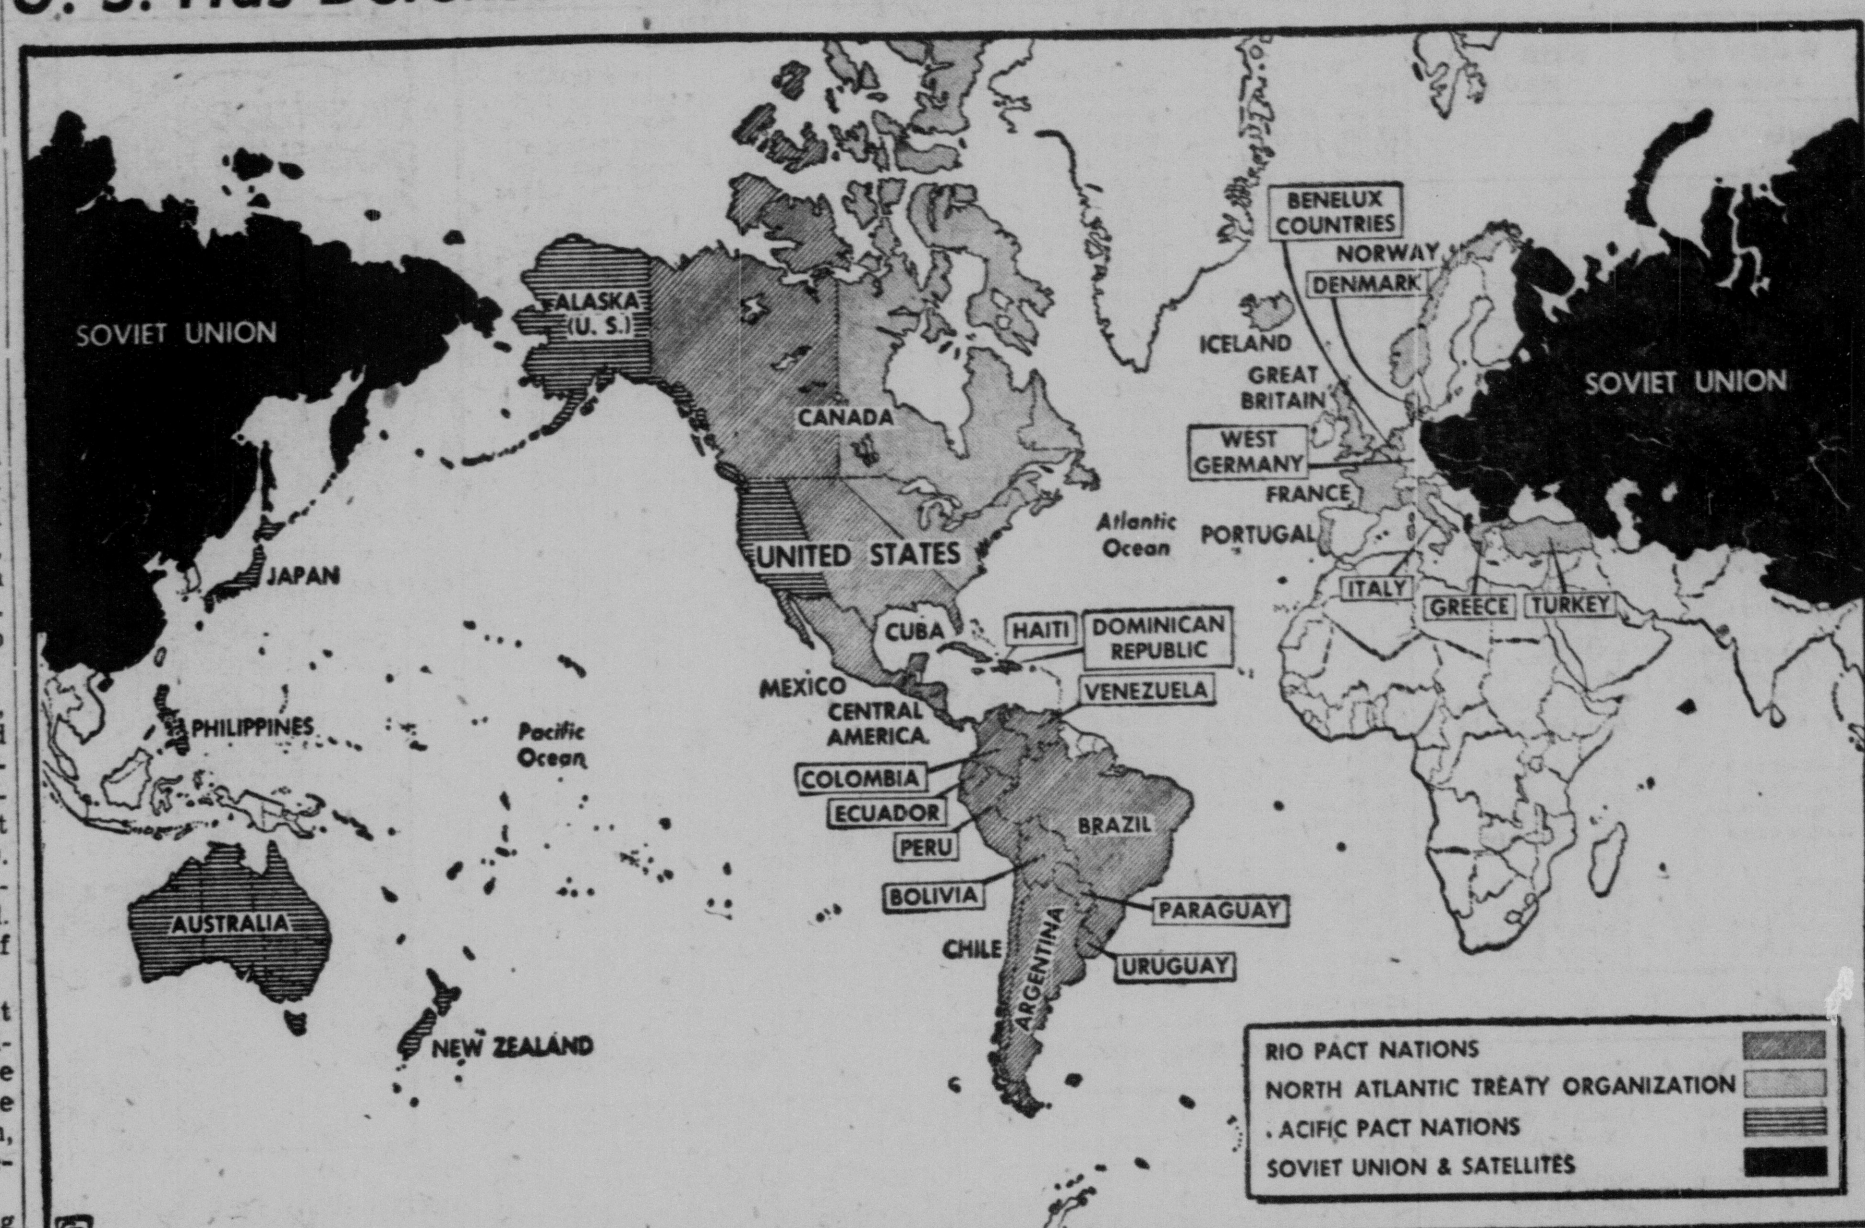 U. S.
SOVIET UNION
ALASKA
(U. S.)
CANADA
UNITED STATES
BENELUX
COUNTRIES
NORWAY
DENMARK
ICELAND
GREAT
BRITAIN
WEST
GERMANY
FRANCE
PORTUGAL
SOVIET UNION
Atlantic
Ocean
ITALY
GREECE
TURKEY
JAPAN
CUBA
HAITI
DOMINICAN
REPUBLIC
MEXICO
VENEZUELA
CENTRAL
AMERICA
PHILIPPINES
Pacific
Ocean
COLOMBIA
ECUADOR
PERU
BRAZIL
BOLIVIA
PARAGUAY
AUSTRALIA
CHILE
ARGENTINA
URUGUAY
NEW ZEALAND
RIO PACT NATIONS
NORTH ATLANTIC TREATY ORGANIZATION
.ACIFIC PACT NATIONS
SOVIET UNION & SATELLITES